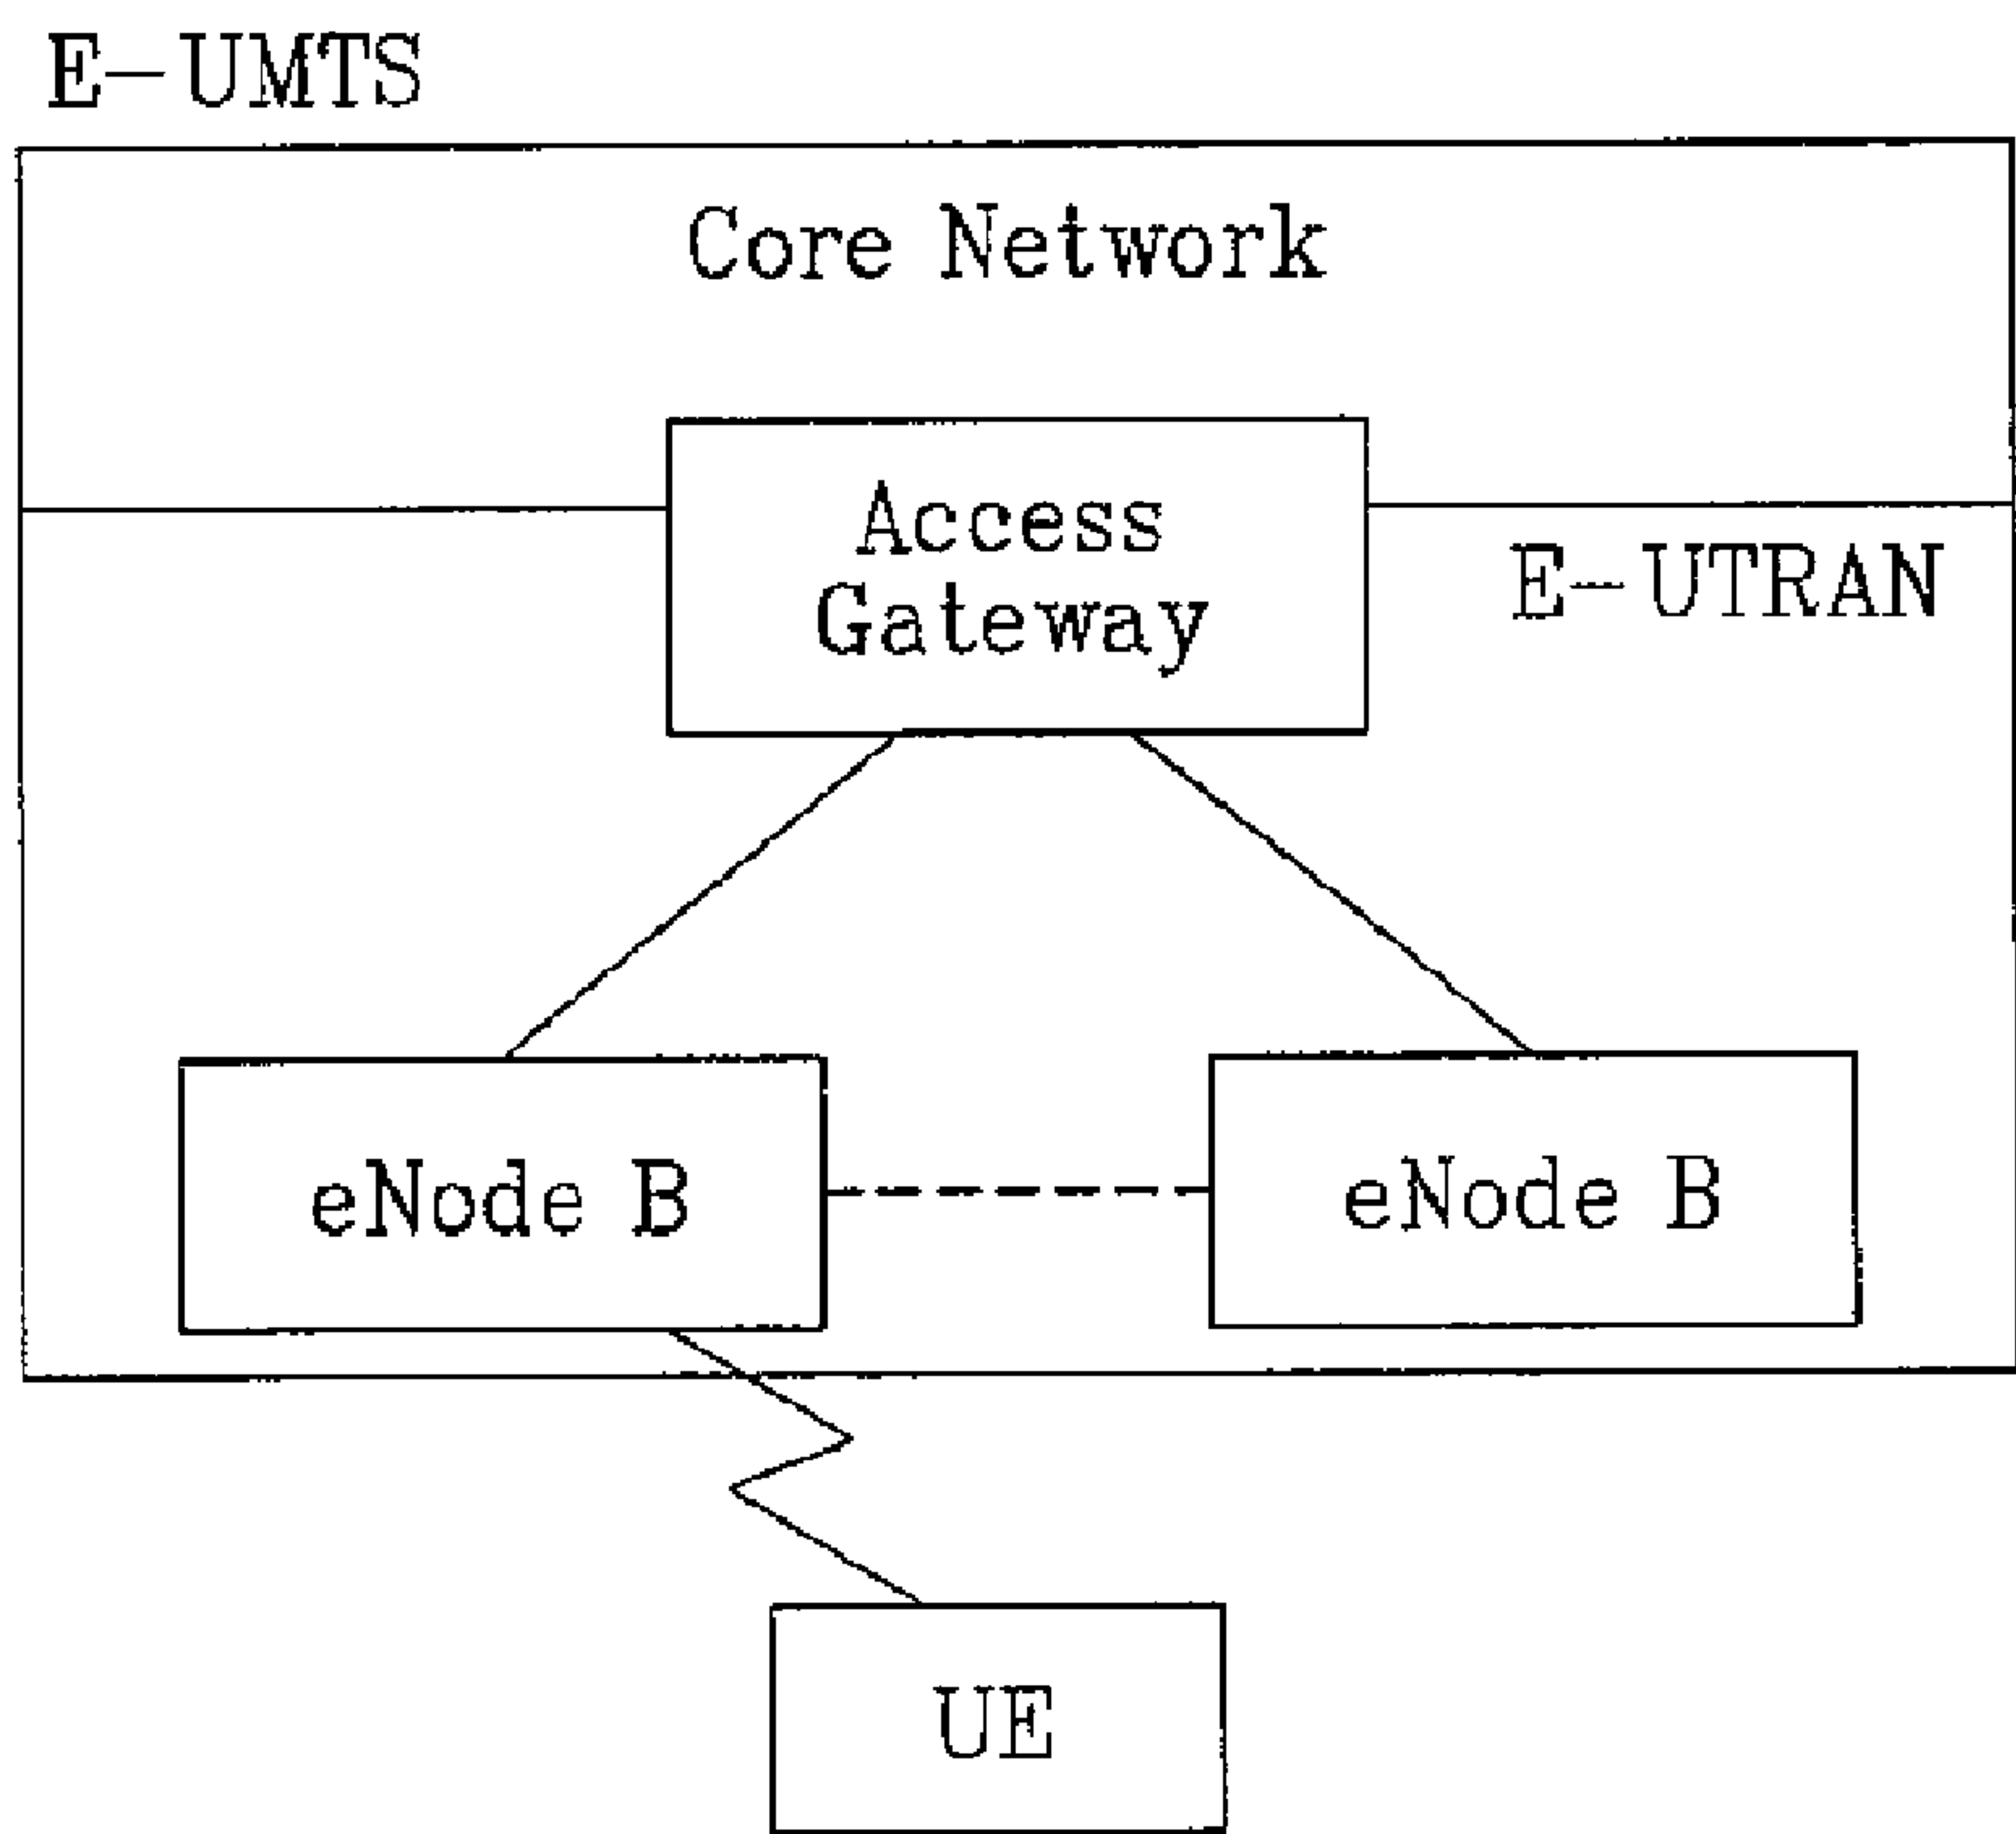 E-UMTS
Core Network
Access
Gateway
E-UTRAN
eNode B
eNode B
UE